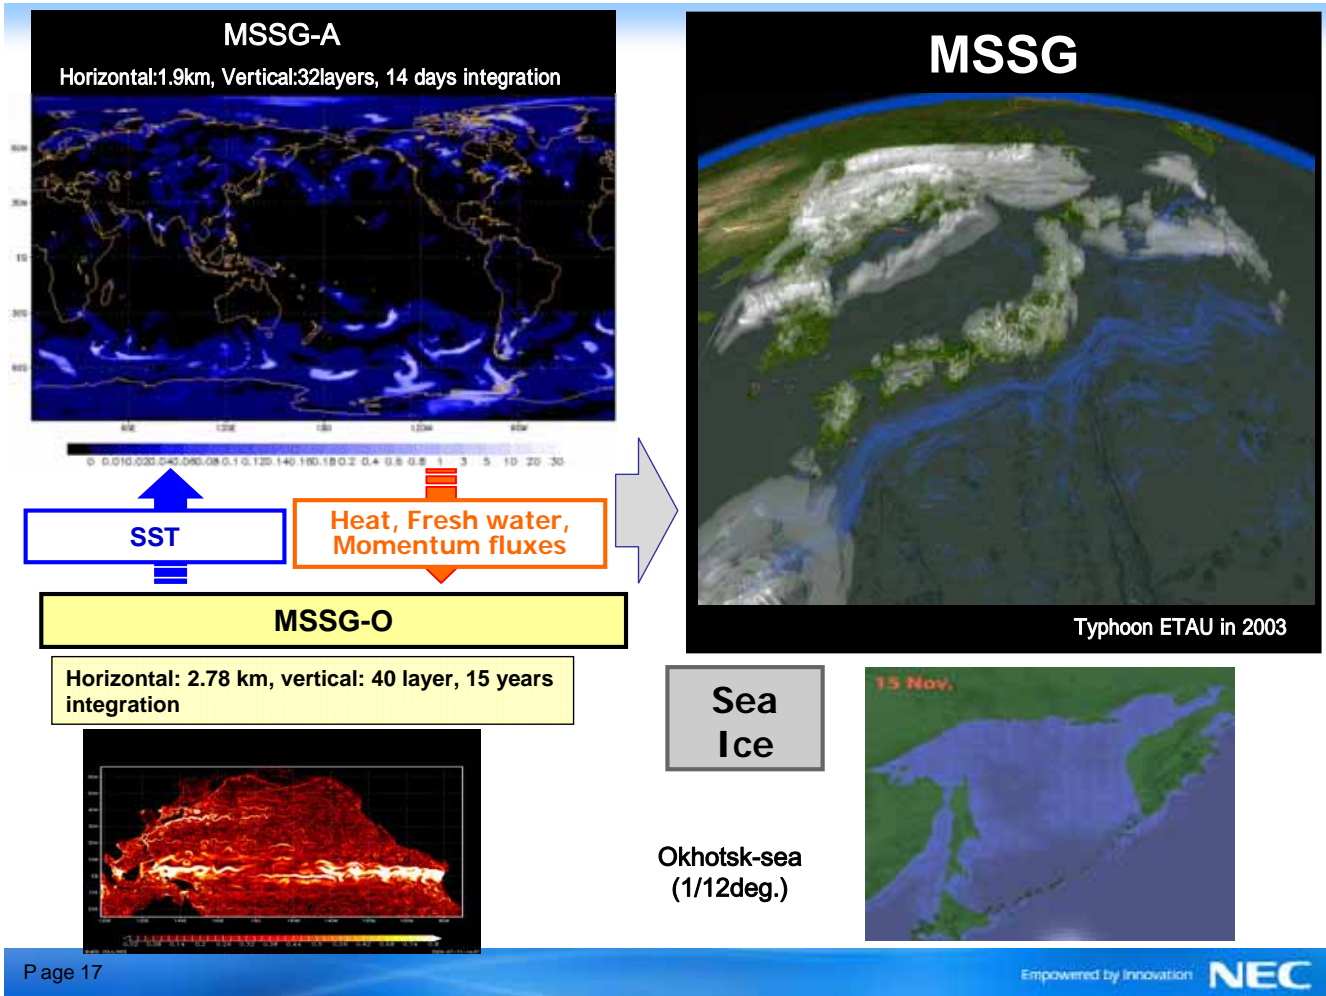 MSSG-A
Horizontal:1.9km, Vertical:32layers, 14 days integration
MSSG
SST
Heat, Fresh water,
Momentum fluxes
MSSG-O
Horizontal: 2.78 km, vertical: 40 layer, 15 years
integration
Typhoon ETAU in 2003
Sea
Ice
15 Nov.
Okhotsk-sea
(1/12deg.)
Page 17
Empowered by Innovation NEC